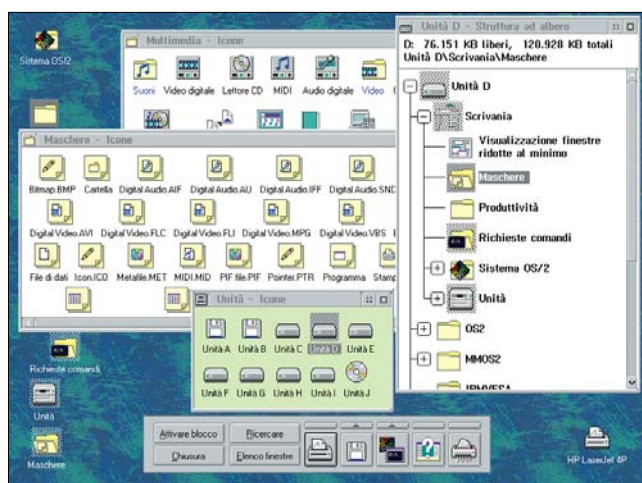 Sistema OS/2
Multimedia - Icone
Suoni Video digitale Lettore CD MIDI Audio digitale Video
Maschere - Icone
Bitmap.BMP Cartella Digital Audio.AIF Digital Audio.AU Digital Audio.IFF Digital Audio.SND
Digital Video.AVI Digital Video.FLC Digital Video.FLI Digital Video.MPG Digital Video.VBS
File di dati Icon.ICO Metafile.MET MIDI.MID PIF file.PIF Pointer.PTR Programma Stamp
Unità - Icone
Unità A Unità B Unità C Unità D Unità E
Unità F Unità G Unità H Unità I Unità J
Unità D - Struttura ad albero
D: 76.151 KB liberi, 120.928 KB totali
Unità D\Scrivania\Maschere
Unità D
Scrivania
Visualizzazione finestre
ridotte al minimo
Maschere
Produttività
Richieste comandi
Sistema OS/2
Unità
OS2
MMOS2
Richieste comandi
Unità
Maschere
Attivare blocco Ricercare
Chiusura Elenco finestre
HP LaserJet 4P